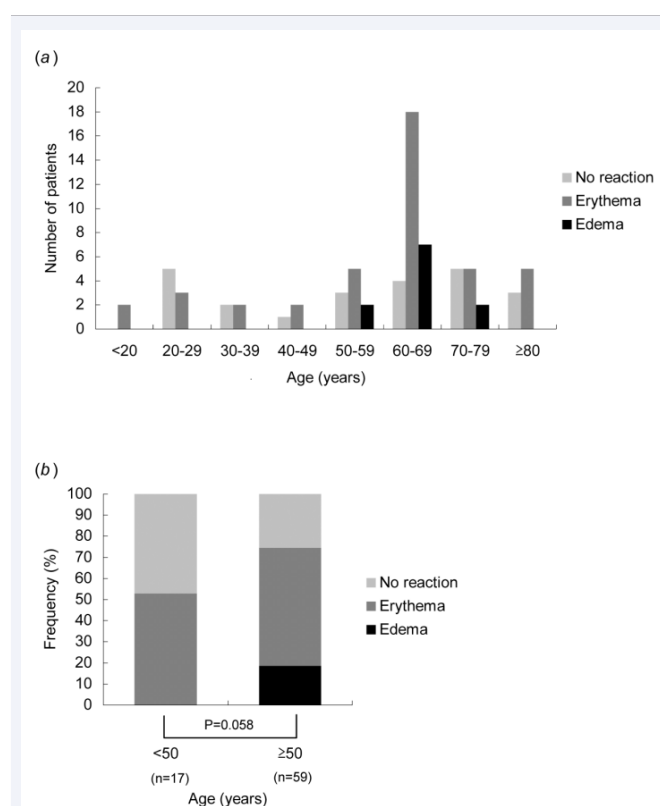 (a)
20
18
16
14
12
10
8
6
4
2
0
Number of patients
No reaction
Erythema
Edema
<20 20-29 30-39 40-49 50-59 60-69 70-79 ≥80
Age (years)
(b)
100
90
80
70
60
50
40
30
20
10
0
Frequency (%)
No reaction
Erythema
Edema
P=0.058
<50 ≥50
(n=17) (n=59)
Age (years)